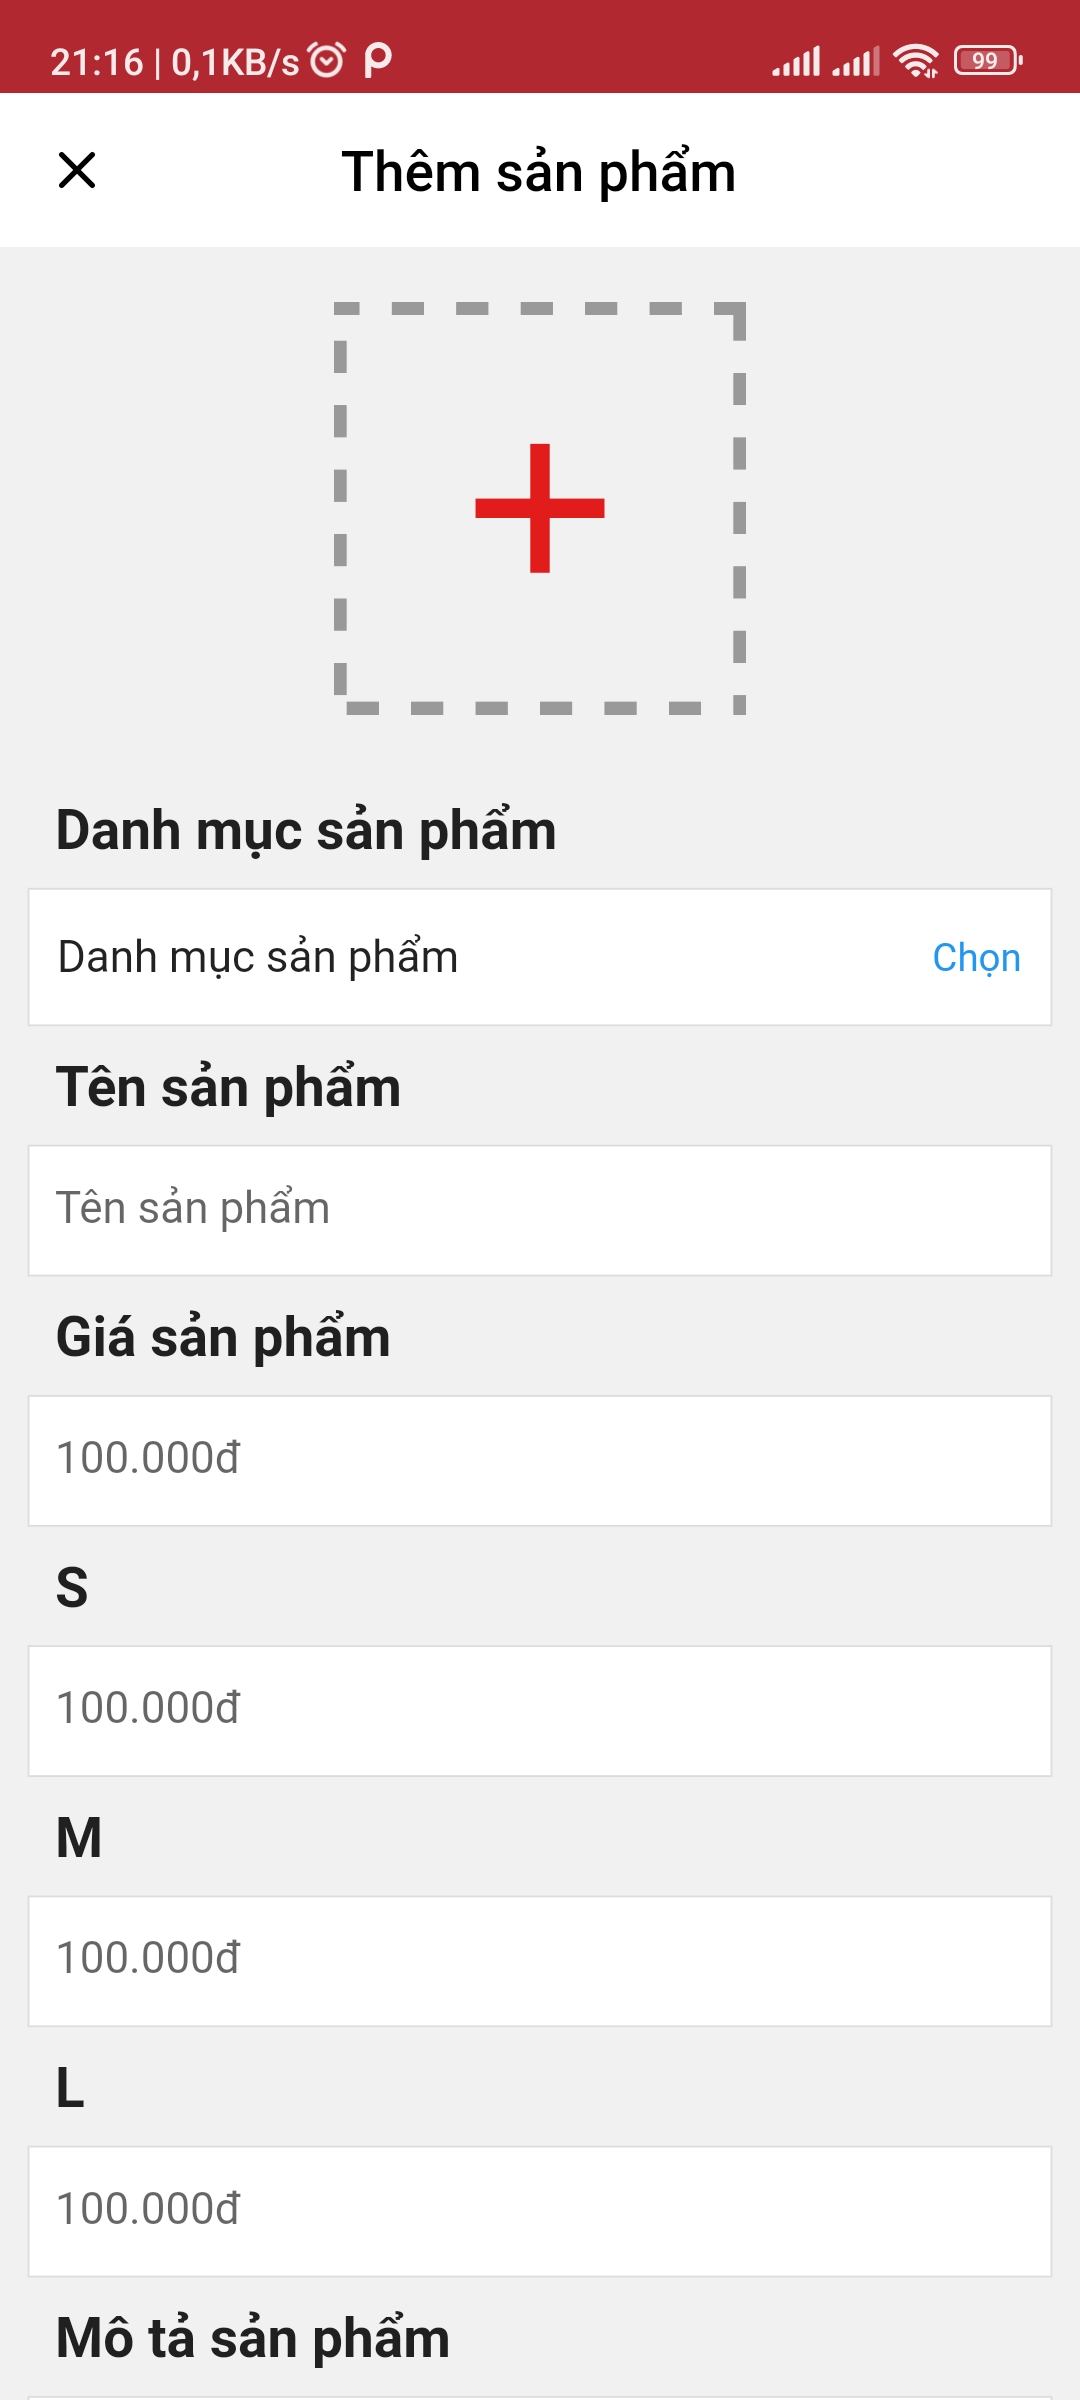 21:16 | 0,1KB/s
99
Thêm sản phẩm
Danh mục sản phẩm
Danh mục sản phẩm Chọn
Tên sản phẩm
Tên sản phẩm
Giá sản phẩm
100.000đ
S
100.000đ
M
100.000đ
L
100.000đ
Mô tả sản phẩm